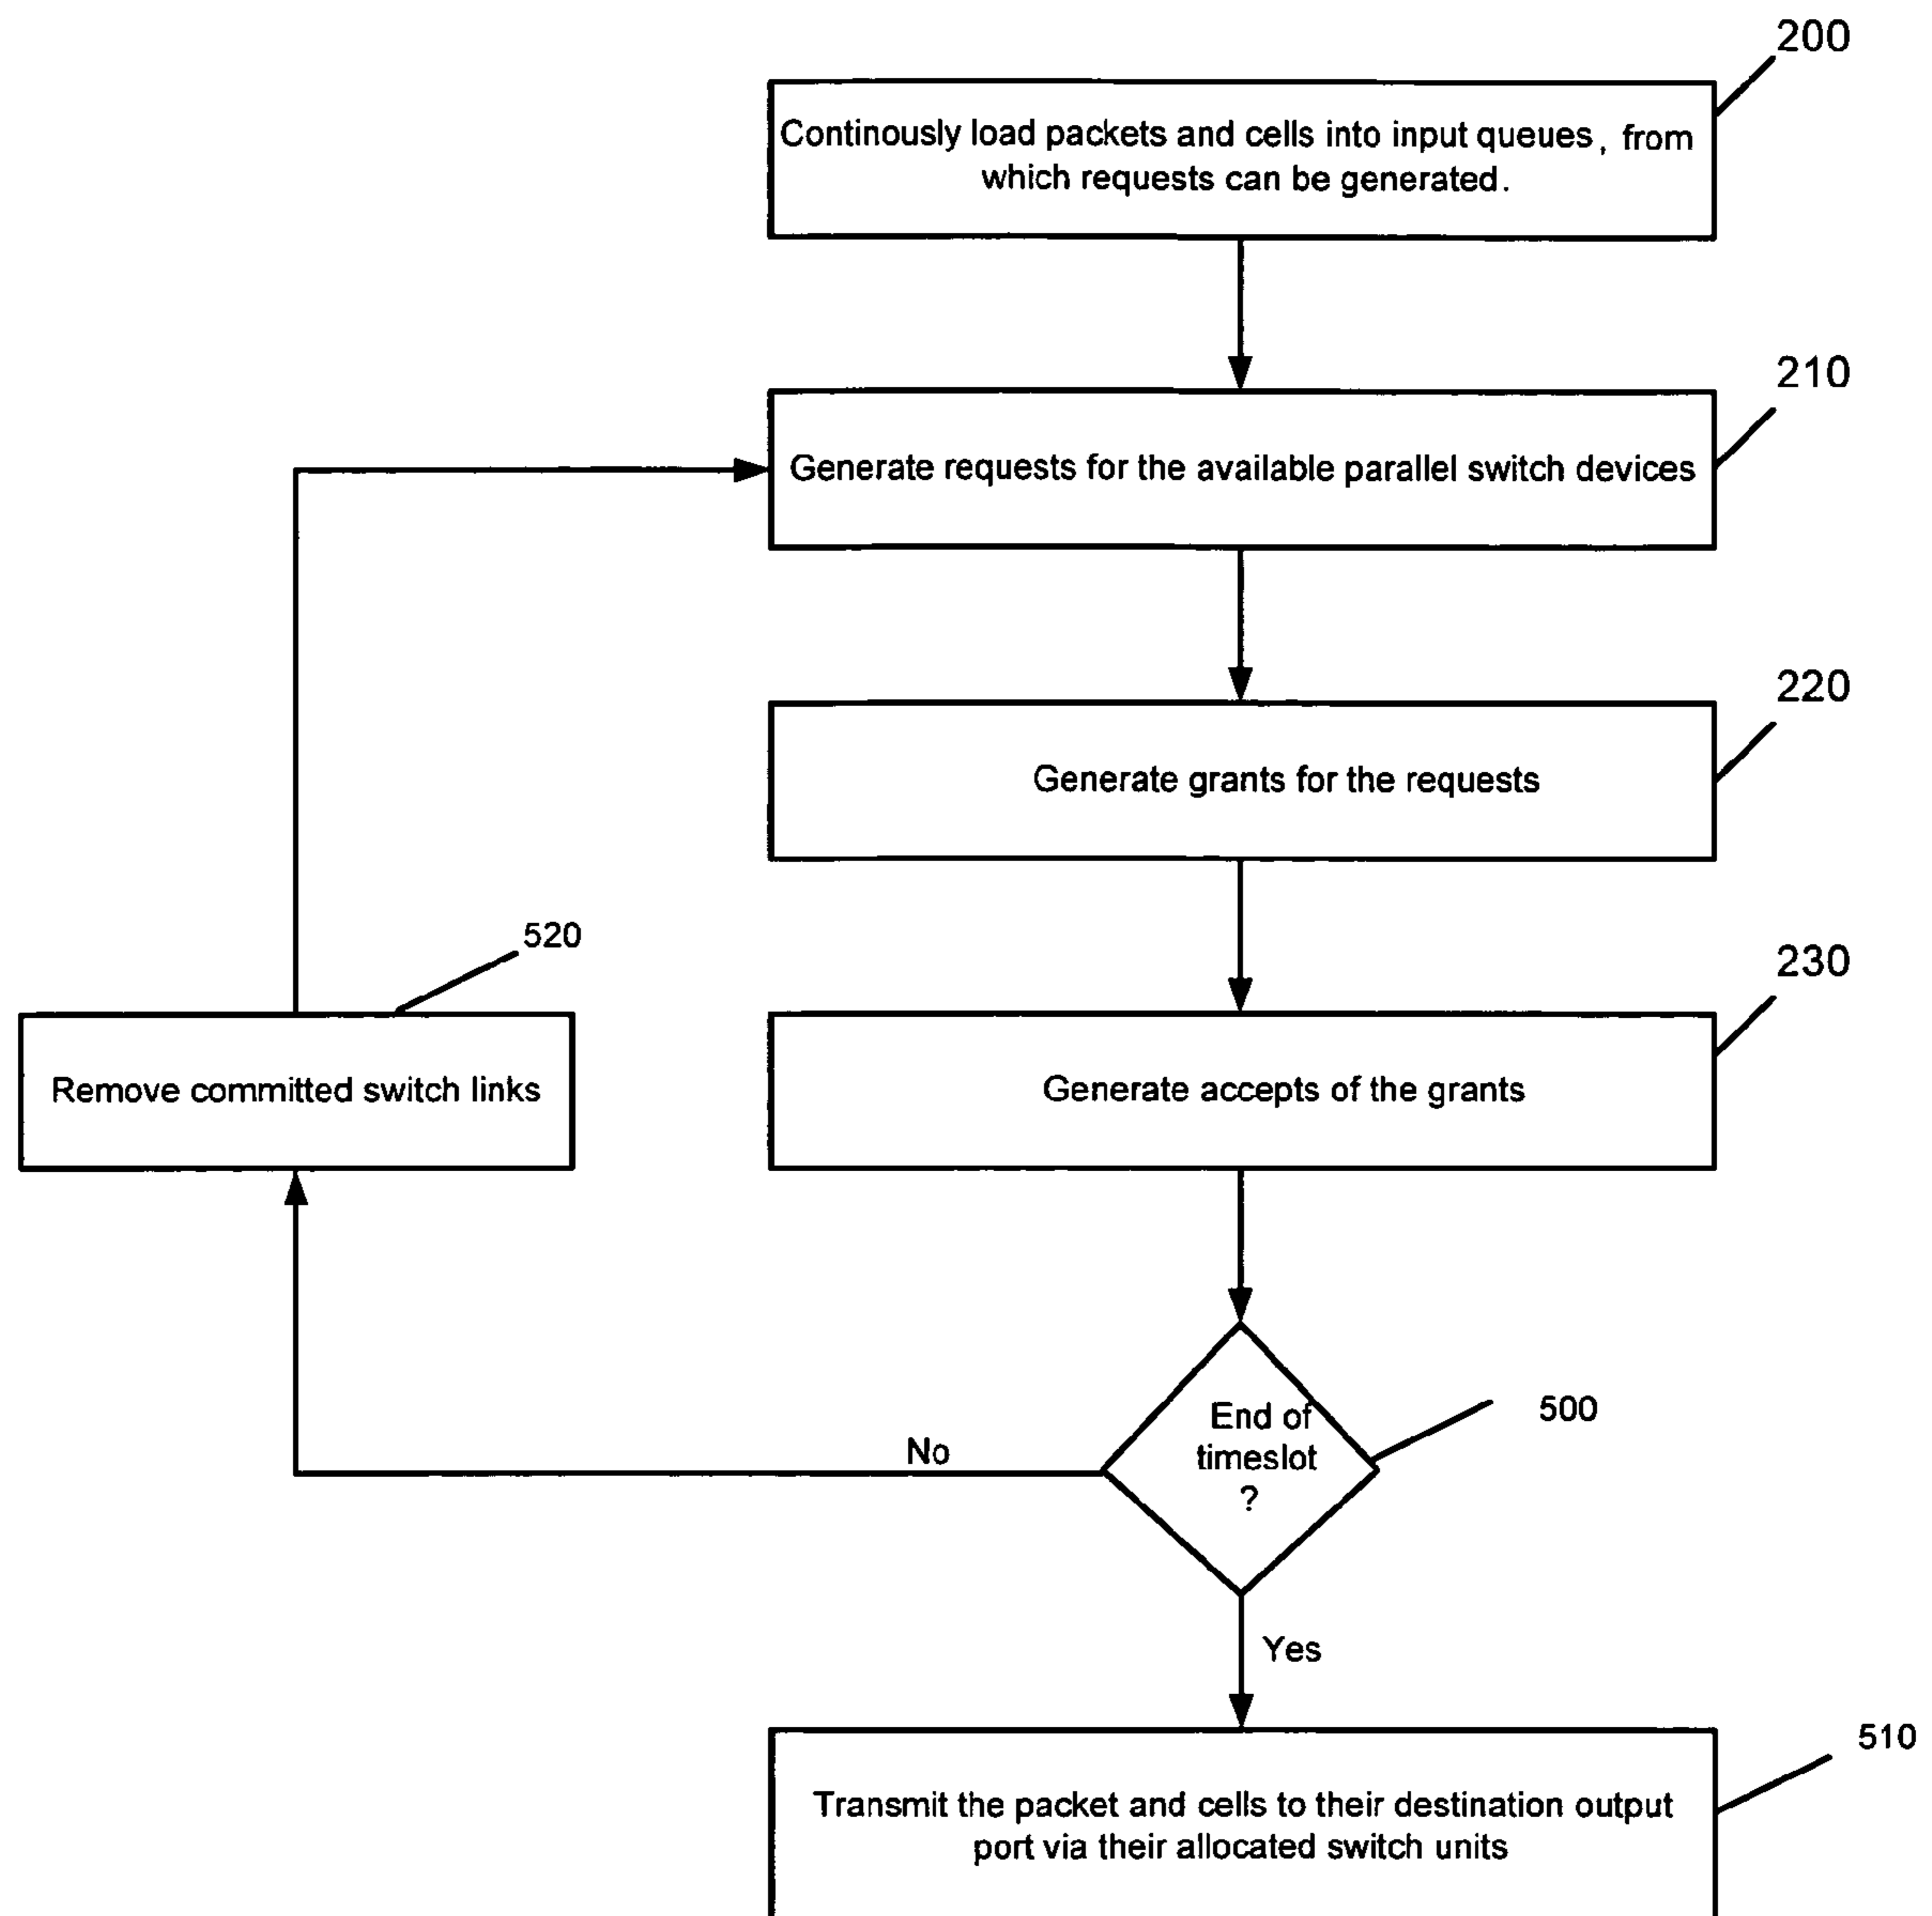 200
Continously load packets and cells into input queues, from
which requests can be generated.
210
Generate requests for the available parallel switch devices
220
Generate grants for the requests
520
230
Remove committed switch links
Generate accepts of the grants
End of
timeslot
?
500
No
Yes
510
Transmit the packet and cells to their destination output
port via their allocated switch units